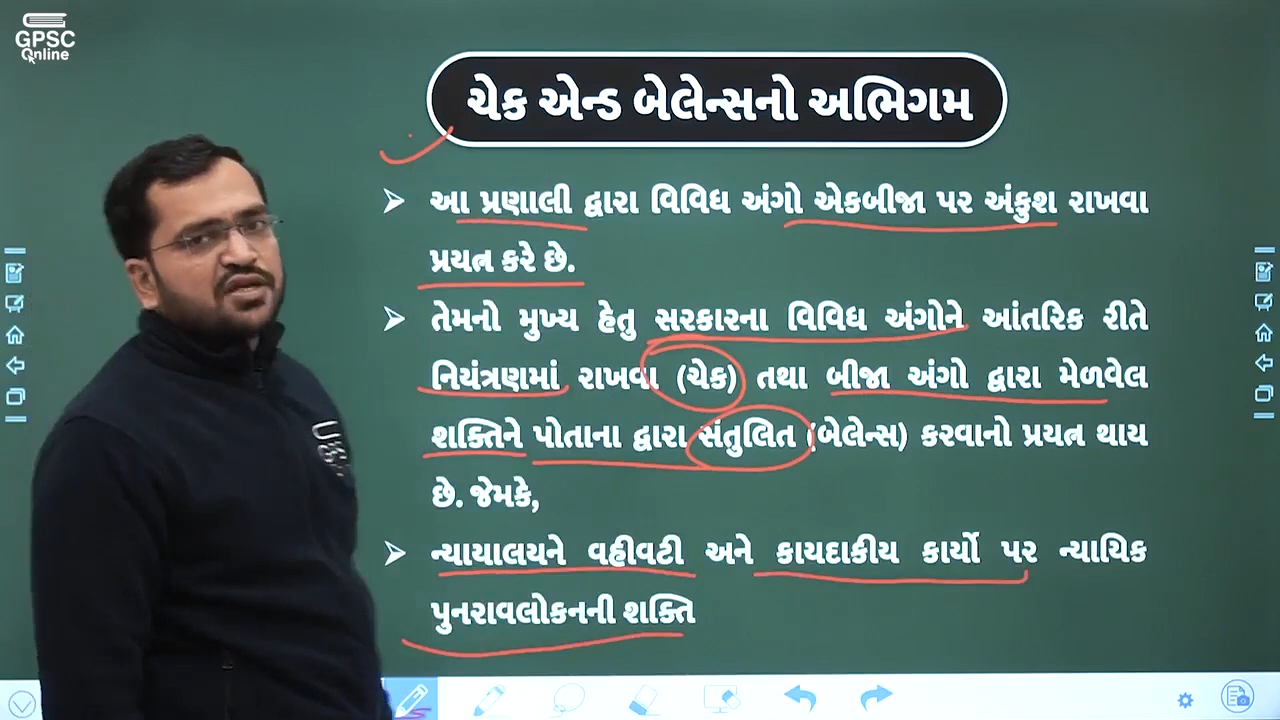 GPSC
Online
ચેક એન્ડ બેલેન્સનો અભિગમ
➤ આ પ્રણાલી દ્વારા વિવિધ અંગો એકબીજા પર અંકુશ રાખવા
પ્રયત્ન કરે છે.
➤ તેમનો મુખ્ય હેતુ સરકારના વિવિધ અંગોને આંતરિક રીતે
નિયંત્રણમાં રાખવા (ચેક) તથા બીજા અંગો દ્વારા મેળવેલ
શક્તિને પોતાના દ્વારા સંતુલિત (બેલેન્સ) કરવાનો પ્રયત્ન થાય
છે. જેમકે,
➤ ન્યાયાલયને વહીવટી અને કાયદાકીય કાર્યો પર ન્યાયિક
પુનરાવલોકનની શક્તિ